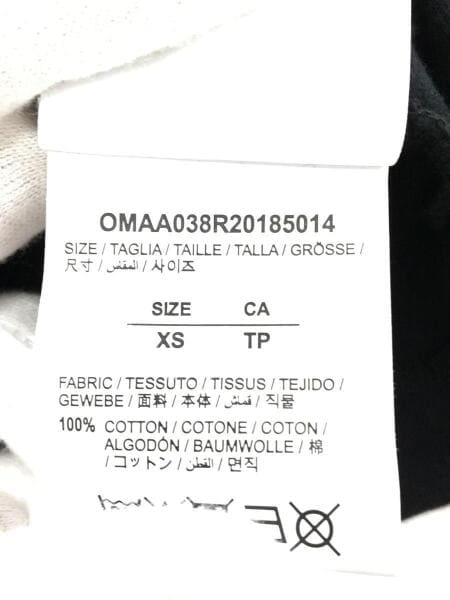 OMAA038R20185014
SIZE / TAGLIA / TAILLE / TALLA / GRÖSSE /
尺寸 / المقاس / 사이즈
SIZE CA
XS TP
FABRIC / TESSUTO / TISSUS / TEJIDO /
GEWEBE / 面料 / 本体 / قماش / 직물
100% COTTON / COTONE / COTON /
ALGODÓN / BAUMWOLLE / 棉
/ コットン / القطن / 면직